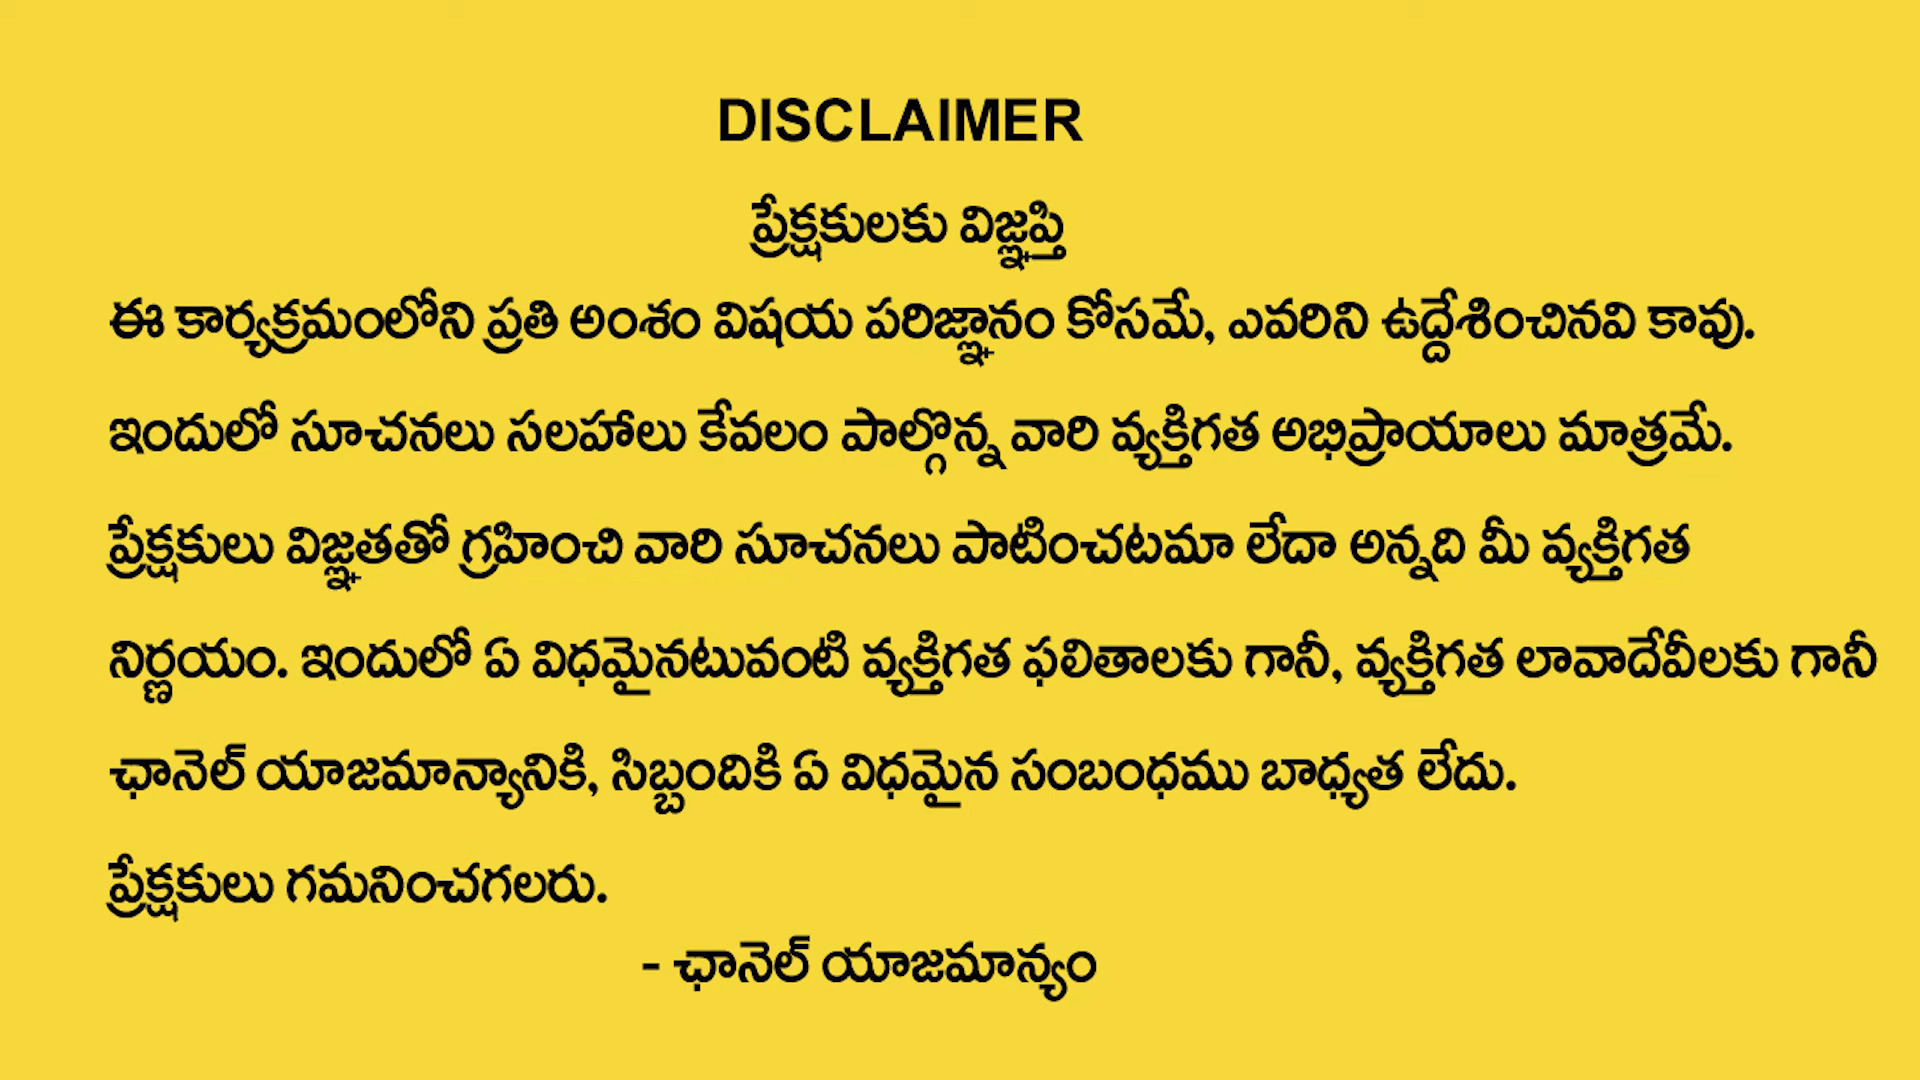 DISCLAIMER
ప్రేక్షకులకు విజ్ఞప్తి
ఈ కార్యక్రమంలోని ప్రతి అంశం విషయ పరిజ్ఞానం కోసమే, ఎవరిని ఉద్దేశించినవి కావు.
ఇందులో సూచనలు సలహాలు కేవలం పాల్గొన్న వారి వ్యక్తిగత అభిప్రాయాలు మాత్రమే.
ప్రేక్షకులు విజ్ఞతతో గ్రహించి వారి సూచనలు పాటించటమా లేదా అన్నది మీ వ్యక్తిగత
నిర్ణయం. ఇందులో ఏ విధమైనటువంటి వ్యక్తిగత ఫలితాలకు గానీ, వ్యక్తిగత లావాదేవీలకు గానీ
ఛానెల్ యాజమాన్యానికి, సిబ్బందికి ఏ విధమైన సంబంధము బాధ్యత లేదు.
ప్రేక్షకులు గమనించగలరు.
- ఛానెల్ యాజమాన్యం